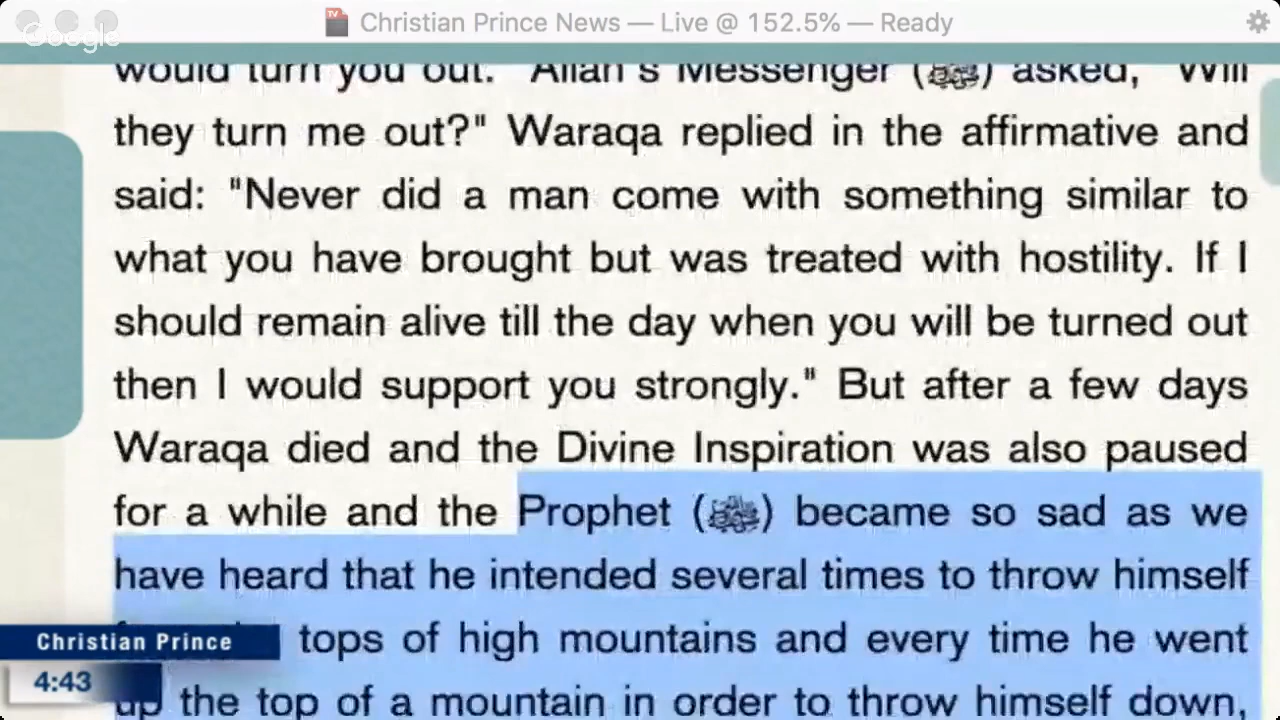 Christian Prince News — Live @ 152.5% — Ready
Google
would turn you out." Allah's Messenger (ﷺ) asked, "Will
they turn me out?" Waraqa replied in the affirmative and
said: "Never did a man come with something similar to
what you have brought but was treated with hostility. If I
should remain alive till the day when you will be turned out
then I would support you strongly." But after a few days
Waraqa died and the Divine Inspiration was also paused
for a while and the Prophet (ﷺ) became so sad as we
have heard that he intended several times to throw himself
tops of high mountains and every time he went
up the top of a mountain in order to throw himself down,
Christian Prince
4:43